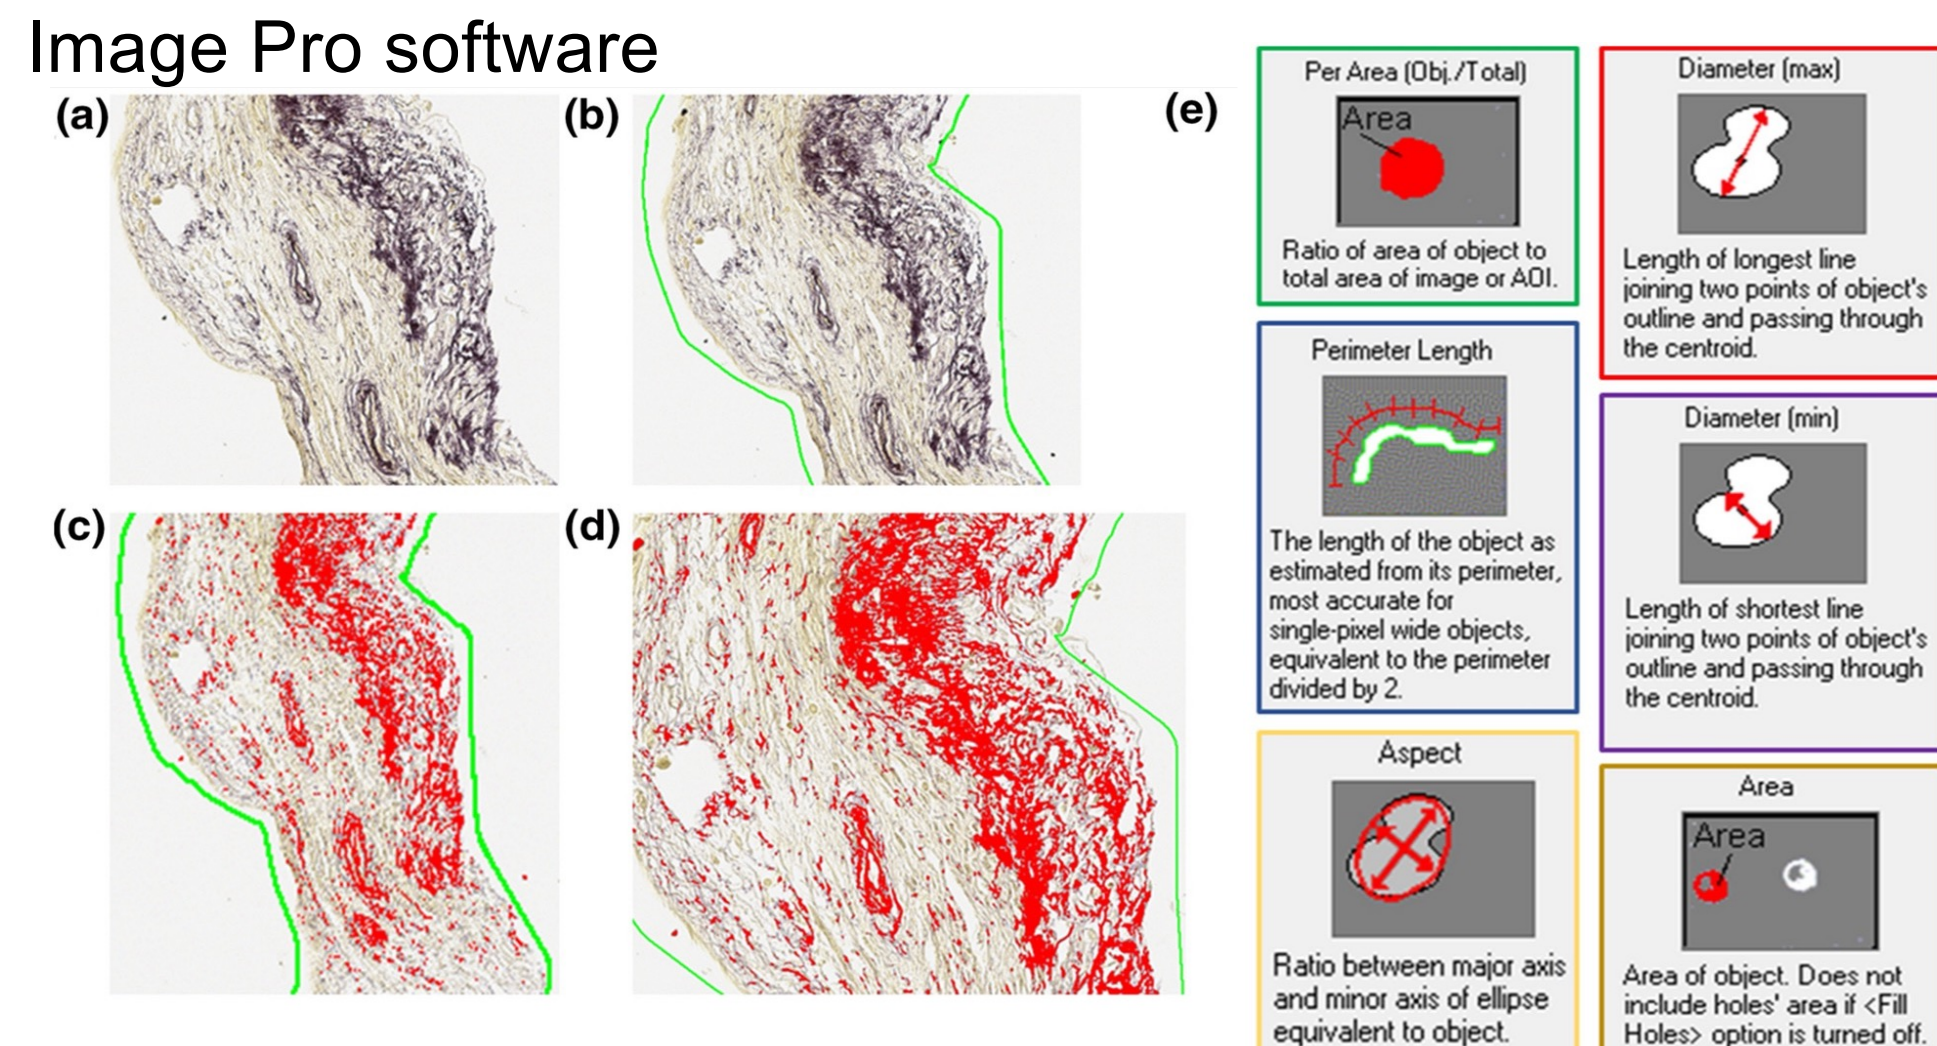 Image Pro software
(a)
(b)
(c)
(d)
(e)
Per Area (Obj./Total)
Area
Ratio of area of object to
total area of image or AOI.
Perimeter Length
The length of the object as
estimated from its perimeter,
most accurate for
single-pixel wide objects,
equivalent to the perimeter
divided by 2.
Aspect
Ratio between major axis
and minor axis of ellipse
equivalent to object.
Diameter (max)
Length of longest line
joining two points of object's
outline and passing through
the centroid.
Diameter (min)
Length of shortest line
joining two points of object's
outline and passing through
the centroid.
Area
Area
Area of object. Does not
include holes' area if <Fill
Holes> option is turned off.